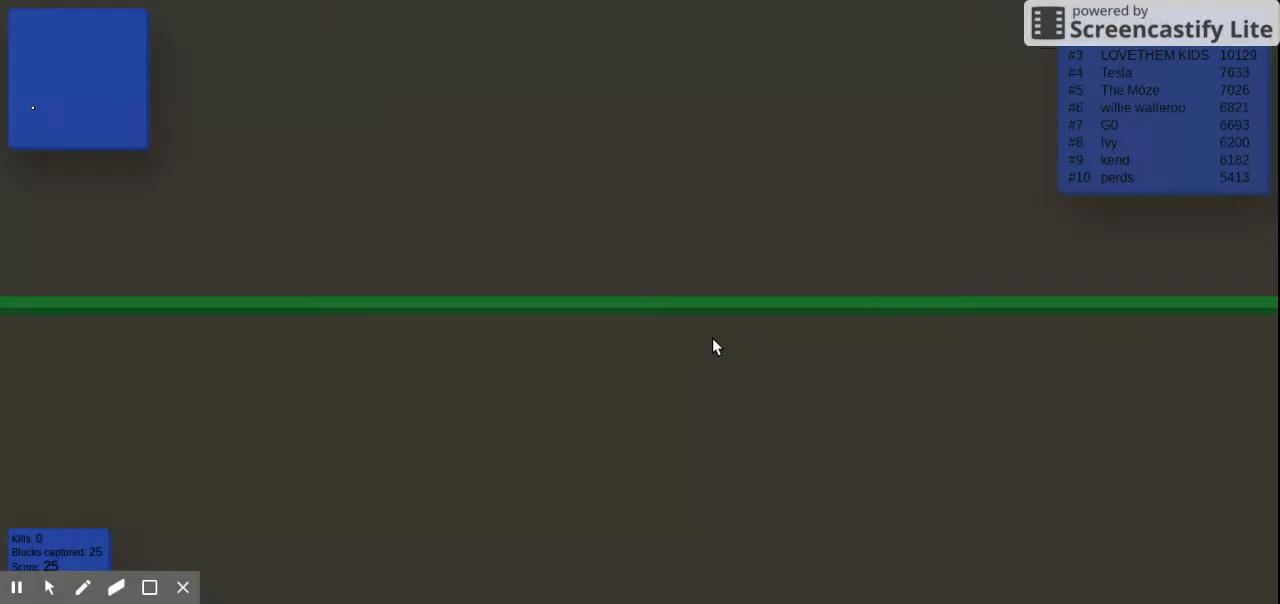 powered by
Screencastify Lite
#3 LOVETHEM KIDS 10129
#4 Tesla 7633
#5 The Moze 7026
#6 willie walleroo 6821
#7 G0 6693
#8 Ivy 6200
#9 kend 6182
#10 perds 5413
Kills: 0
Blocks captured: 25
Score: 25